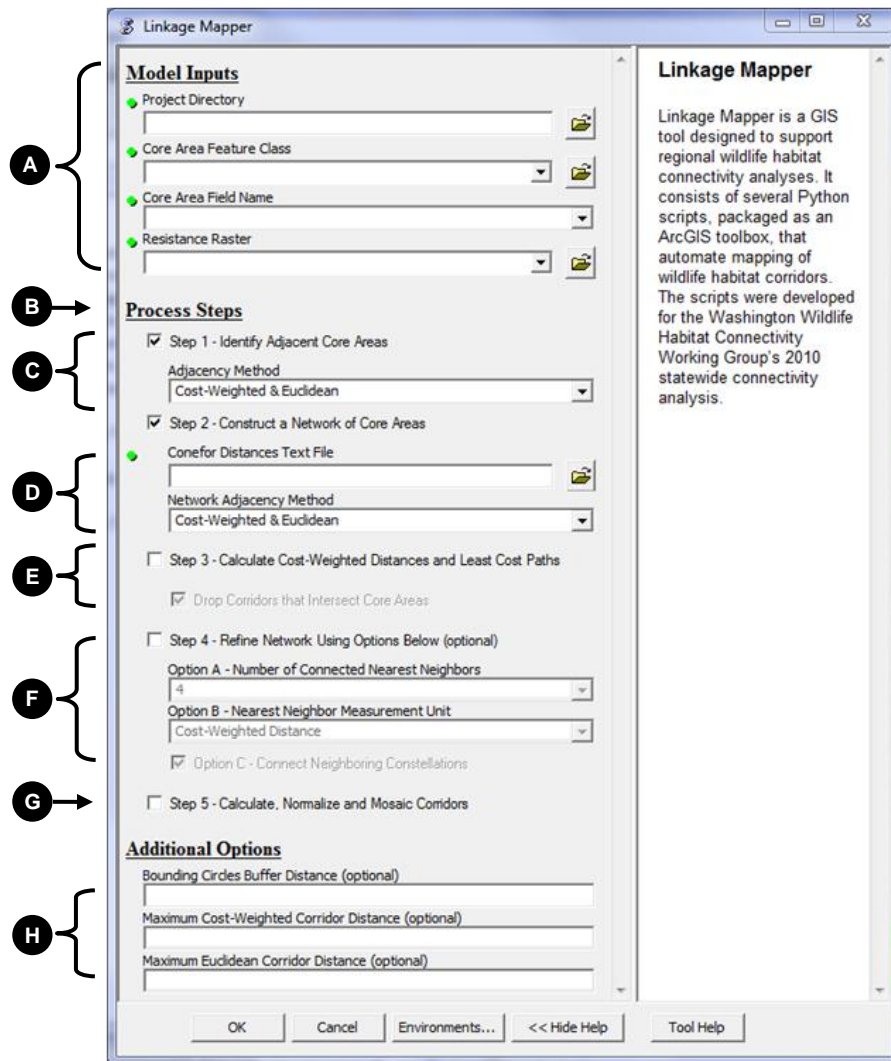 Linkage Mapper
Model Inputs
Project Directory
Core Area Feature Class
Core Area Field Name
Resistance Raster
A
B
Process Steps
Step 1 - Identify Adjacent Core Areas
Adjacency Method
Cost-Weighted & Euclidean
C
Step 2 - Construct a Network of Core Areas
Conefor Distances Text File
Network Adjacency Method
Cost-Weighted & Euclidean
D
Step 3 - Calculate Cost-Weighted Distances and Least Cost Paths
Drop Corridors that Intersect Core Areas
E
Step 4 - Refine Network Using Options Below (optional)
Option A - Number of Connected Nearest Neighbors
4
Option B - Nearest Neighbor Measurement Unit
Cost-Weighted Distance
Option C - Connect Neighboring Constellations
F
G
Step 5 - Calculate, Normalize and Mosaic Corridors
Additional Options
Bounding Circles Buffer Distance (optional)
Maximum Cost-Weighted Corridor Distance (optional)
Maximum Euclidean Corridor Distance (optional)
H
OK
Cancel
Environments...
<< Hide Help
Tool Help
Linkage Mapper
Linkage Mapper is a GIS
tool designed to support
regional wildlife habitat
connectivity analyses. It
consists of several Python
scripts, packaged as an
ArcGIS toolbox, that
automate mapping of
wildlife habitat corridors.
The scripts were developed
for the Washington Wildlife
Habitat Connectivity
Working Group's 2010
statewide connectivity
analysis.